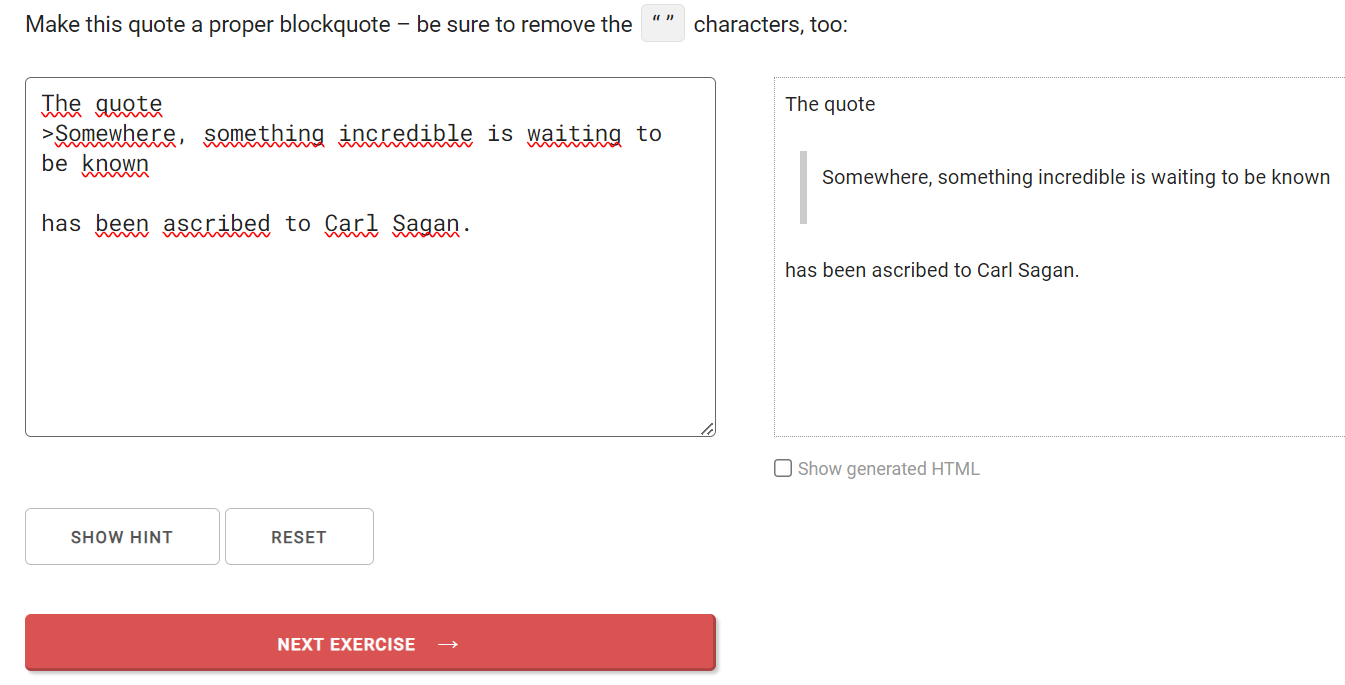 Make this quote a proper blockquote – be sure to remove the “ ” characters, too:
The quote
>Somewhere, something incredible is waiting to
be known
has been ascribed to Carl Sagan.
The quote
Somewhere, something incredible is waiting to be known
has been ascribed to Carl Sagan.
Show generated HTML
SHOW HINT
RESET
NEXT EXERCISE →